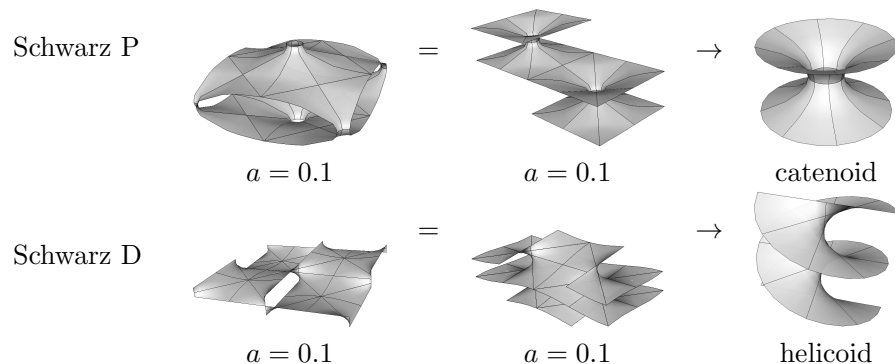 Schwarz P = →
a = 0.1 a = 0.1 catenoid
Schwarz D = →
a = 0.1 a = 0.1 helicoid